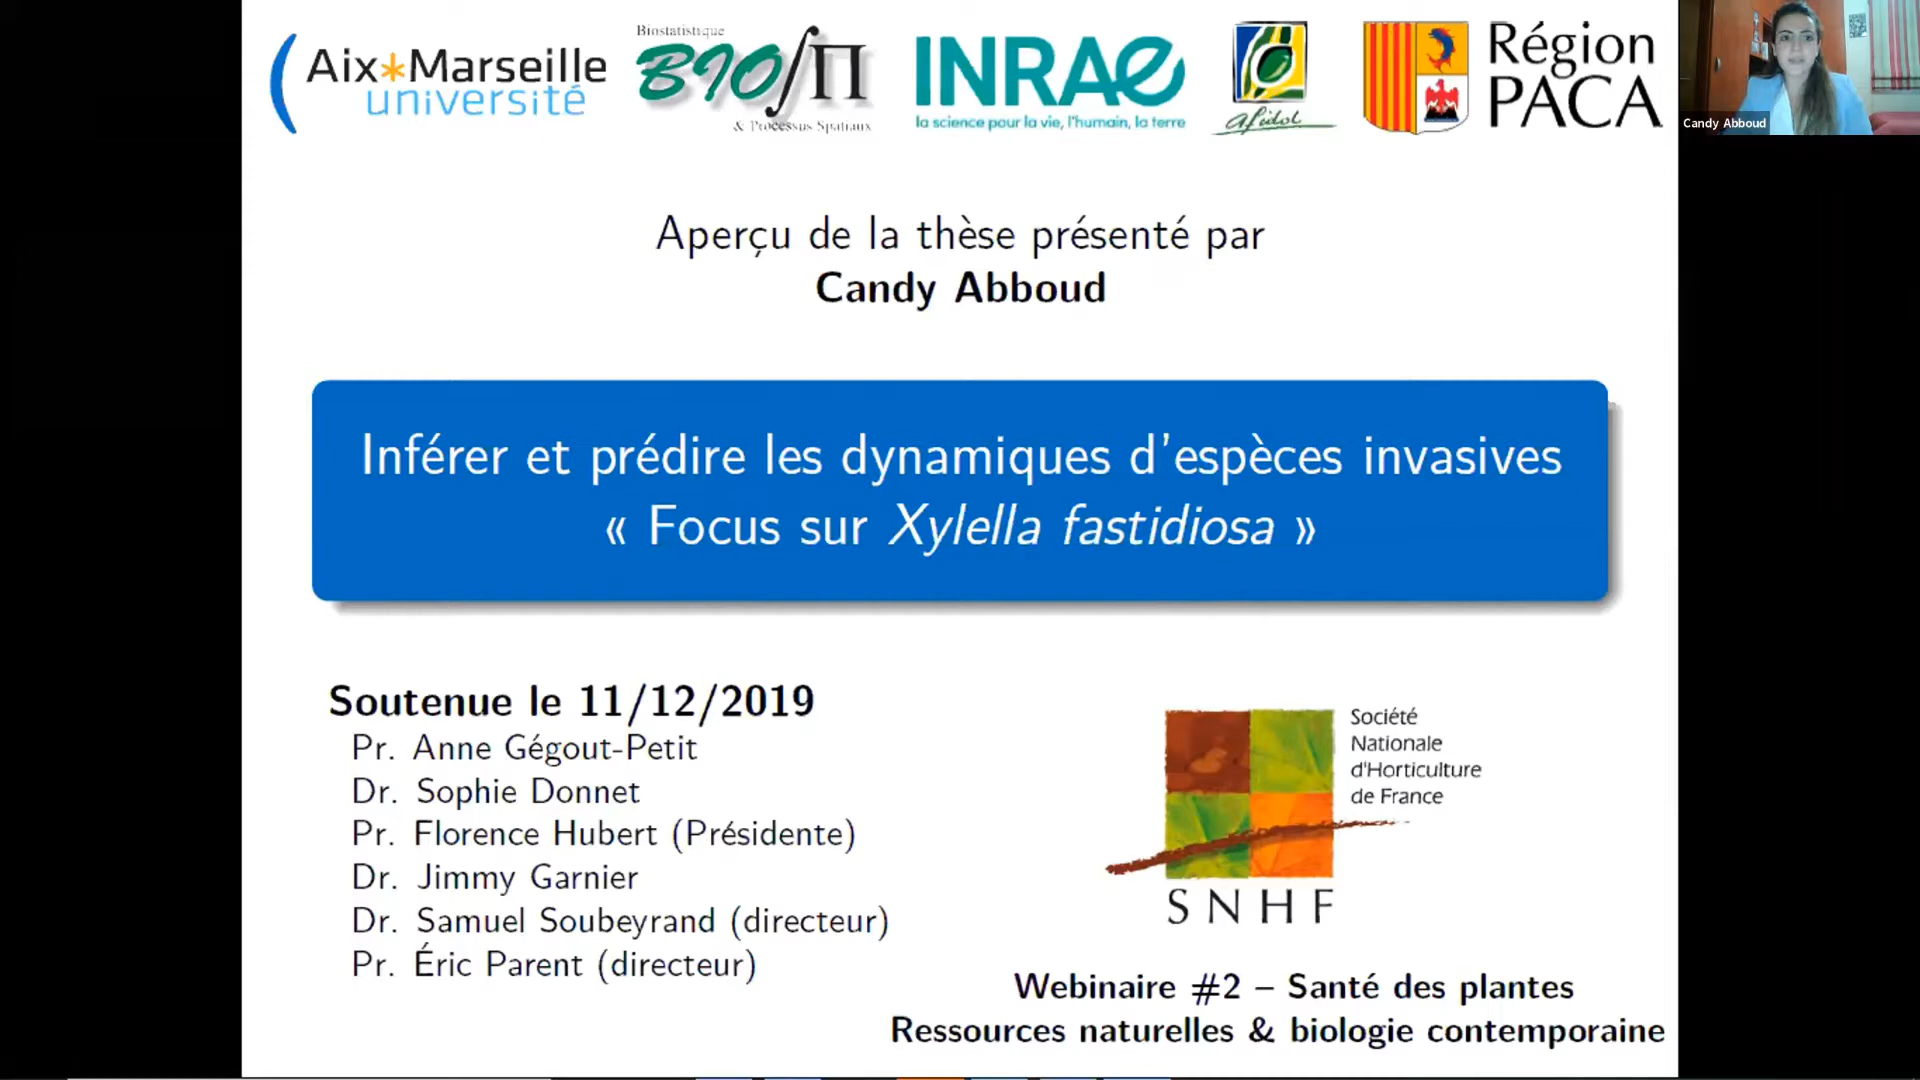 Aix*Marseille
université
Biostatistique
BIO∫Π
& Processus Spatiaux
INRAE
la science pour la vie, l'humain, la terre
afidol
Région
PACA
Candy Abboud
Aperçu de la thèse présenté par
Candy Abboud
Inférer et prédire les dynamiques d'espèces invasives
« Focus sur Xylella fastidiosa »
Soutenue le 11/12/2019
Pr. Anne Gégout-Petit
Dr. Sophie Donnet
Pr. Florence Hubert (Présidente)
Dr. Jimmy Garnier
Dr. Samuel Soubeyrand (directeur)
Pr. Éric Parent (directeur)
Société
Nationale
d'Horticulture
de France
SNHF
Webinaire #2 – Santé des plantes
Ressources naturelles & biologie contemporaine